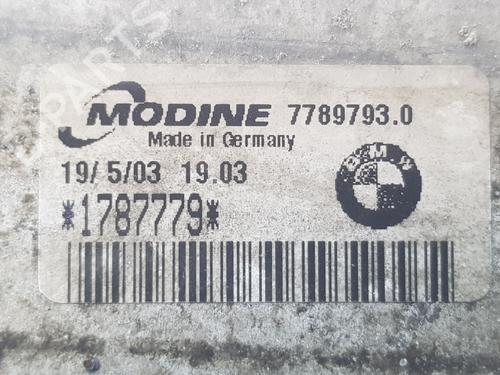 MODINE 7789793.0
Made in Germany
19/ 5/03 19.03
BMW
*1787779*